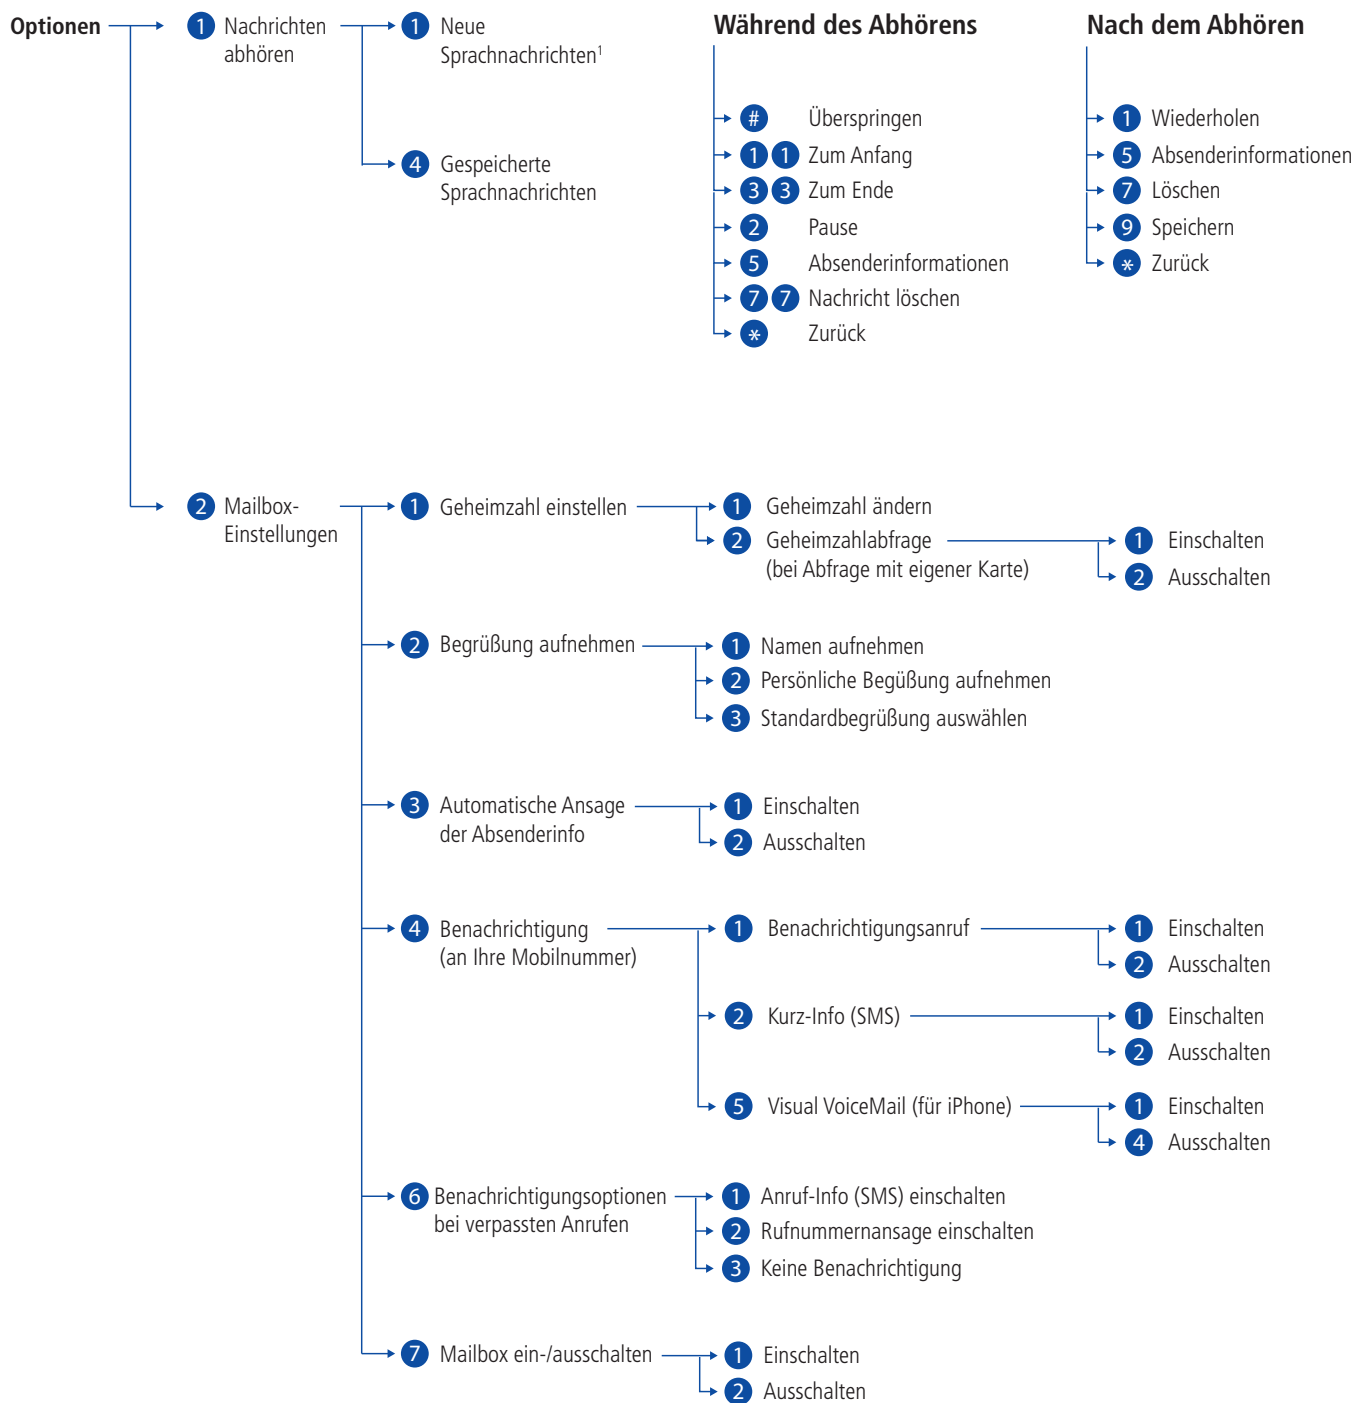 Optionen
1 Nachrichten
abhören
1 Neue
Sprachnachrichten¹
4 Gespeicherte
Sprachnachrichten
Während des Abhörens
# Überspringen
1 1 Zum Anfang
3 3 Zum Ende
2 Pause
5 Absenderinformationen
7 7 Nachricht löschen
* Zurück
Nach dem Abhören
1 Wiederholen
5 Absenderinformationen
7 Löschen
9 Speichern
* Zurück
2 Mailbox-
Einstellungen
1 Geheimzahl einstellen
1 Geheimzahl ändern
2 Geheimzahlabfrage
(bei Abfrage mit eigener Karte)
1 Einschalten
2 Ausschalten
2 Begrüßung aufnehmen
1 Namen aufnehmen
2 Persönliche Begüßung aufnehmen
3 Standardbegrüßung auswählen
3 Automatische Ansage
der Absenderinfo
1 Einschalten
2 Ausschalten
4 Benachrichtigung
(an Ihre Mobilnummer)
1 Benachrichtigungsanruf
1 Einschalten
2 Ausschalten
2 Kurz-Info (SMS)
1 Einschalten
2 Ausschalten
5 Visual VoiceMail (für iPhone)
1 Einschalten
4 Ausschalten
6 Benachrichtigungsoptionen
bei verpassten Anrufen
1 Anruf-Info (SMS) einschalten
2 Rufnummernansage einschalten
3 Keine Benachrichtigung
7 Mailbox ein-/ausschalten
1 Einschalten
2 Ausschalten